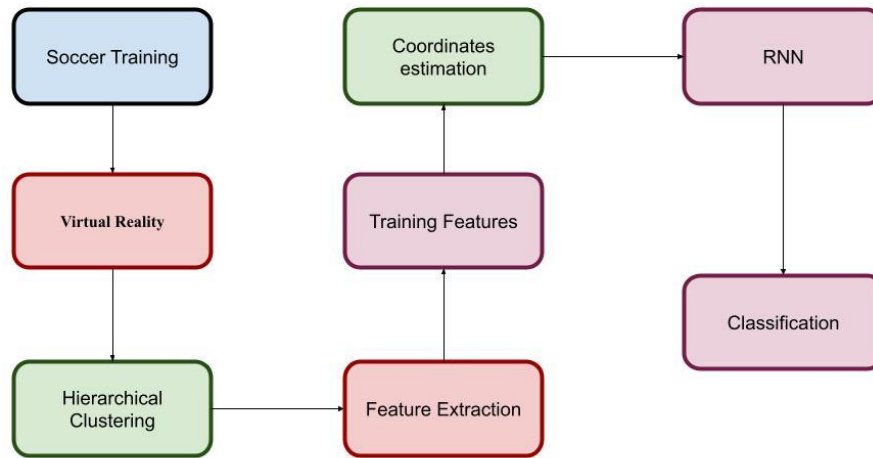 Soccer Training
Virtual Reality
Hierarchical
Clustering
Feature Extraction
Training Features
Coordinates
estimation
RNN
Classification